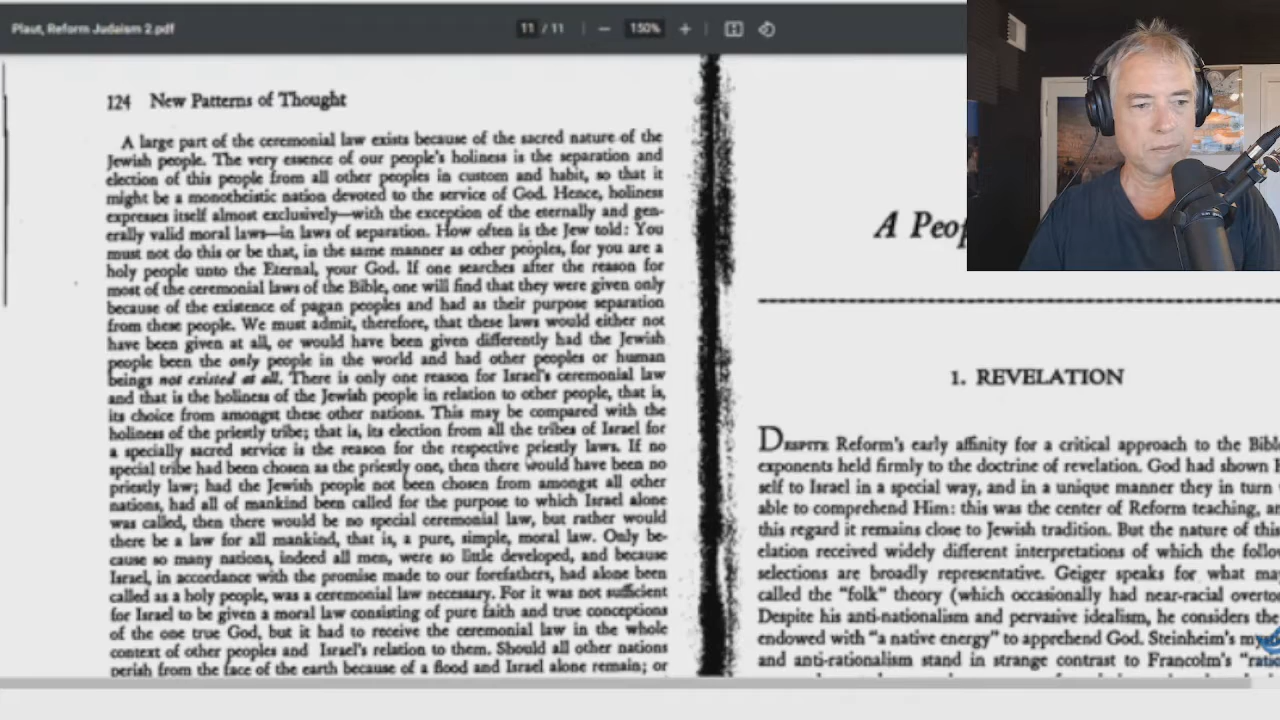 Plaut, Reform Judaism 2.pdf
11 / 11
150%
124 New Patterns of Thought
A large part of the ceremonial law exists because of the sacred nature of the
Jewish people. The very essence of our people's holiness is the separation and
election of this people from all other peoples in custom and habit, so that it
might be a monotheistic nation devoted to the service of God. Hence, holiness
expresses itself almost exclusively—with the exception of the eternally and gen-
erally valid moral laws—in laws of separation. How often is the Jew told: You
must not do this or be that, in the same manner as other peoples, for you are a
holy people unto the Eternal, your God. If one searches after the reason for
most of the ceremonial laws of the Bible, one will find that they were given only
because of the existence of pagan peoples and had as their purpose separation
from these people. We must admit, therefore, that these laws would either not
have been given at all, or would have been given differently had the Jewish
people been the only people in the world and had other peoples or human
beings not existed at all. There is only one reason for Israel's ceremonial law
and that is the holiness of the Jewish people in relation to other people, that is,
its choice from amongst these other nations. This may be compared with the
holiness of the priestly tribe; that is, its election from all the tribes of Israel for
a specially sacred service is the reason for the respective priestly laws. If no
special tribe had been chosen as the priestly one, then there would have been no
priestly law; had the Jewish people not been chosen from amongst all other
nations, had all of mankind been called for the purpose to which Israel alone
was called, then there would be no special ceremonial law, but rather would
there be a law for all mankind, that is, a pure, simple, moral law. Only be-
cause so many nations, indeed all men, were so little developed, and because
Israel, in accordance with the promise made to our forefathers, had alone been
called as a holy people, was a ceremonial law necessary. For it was not sufficient
for Israel to be given a moral law consisting of pure faith and true conceptions
of the one true God, but it had to receive the ceremonial law in the whole
context of other peoples and Israel's relation to them. Should all other nations
perish from the face of the earth because of a flood and Israel alone remain; or
A Peop
1. REVELATION
DESPITE Reform's early affinity for a critical approach to the Bibl
exponents held firmly to the doctrine of revelation. God had shown H
self to Israel in a special way, and in a unique manner they in turn
able to comprehend Him: this was the center of Reform teaching, an
this regard it remains close to Jewish tradition. But the nature of this
elation received widely different interpretations of which the follow
selections are broadly representative. Geiger speaks for what may
called the "folk" theory (which occasionally had near-racial overto
Despite his anti-nationalism and pervasive idealism, he considers the
endowed with "a native energy" to apprehend God. Steinheim's my
and anti-rationalism stand in strange contrast to Francolm's "ratio